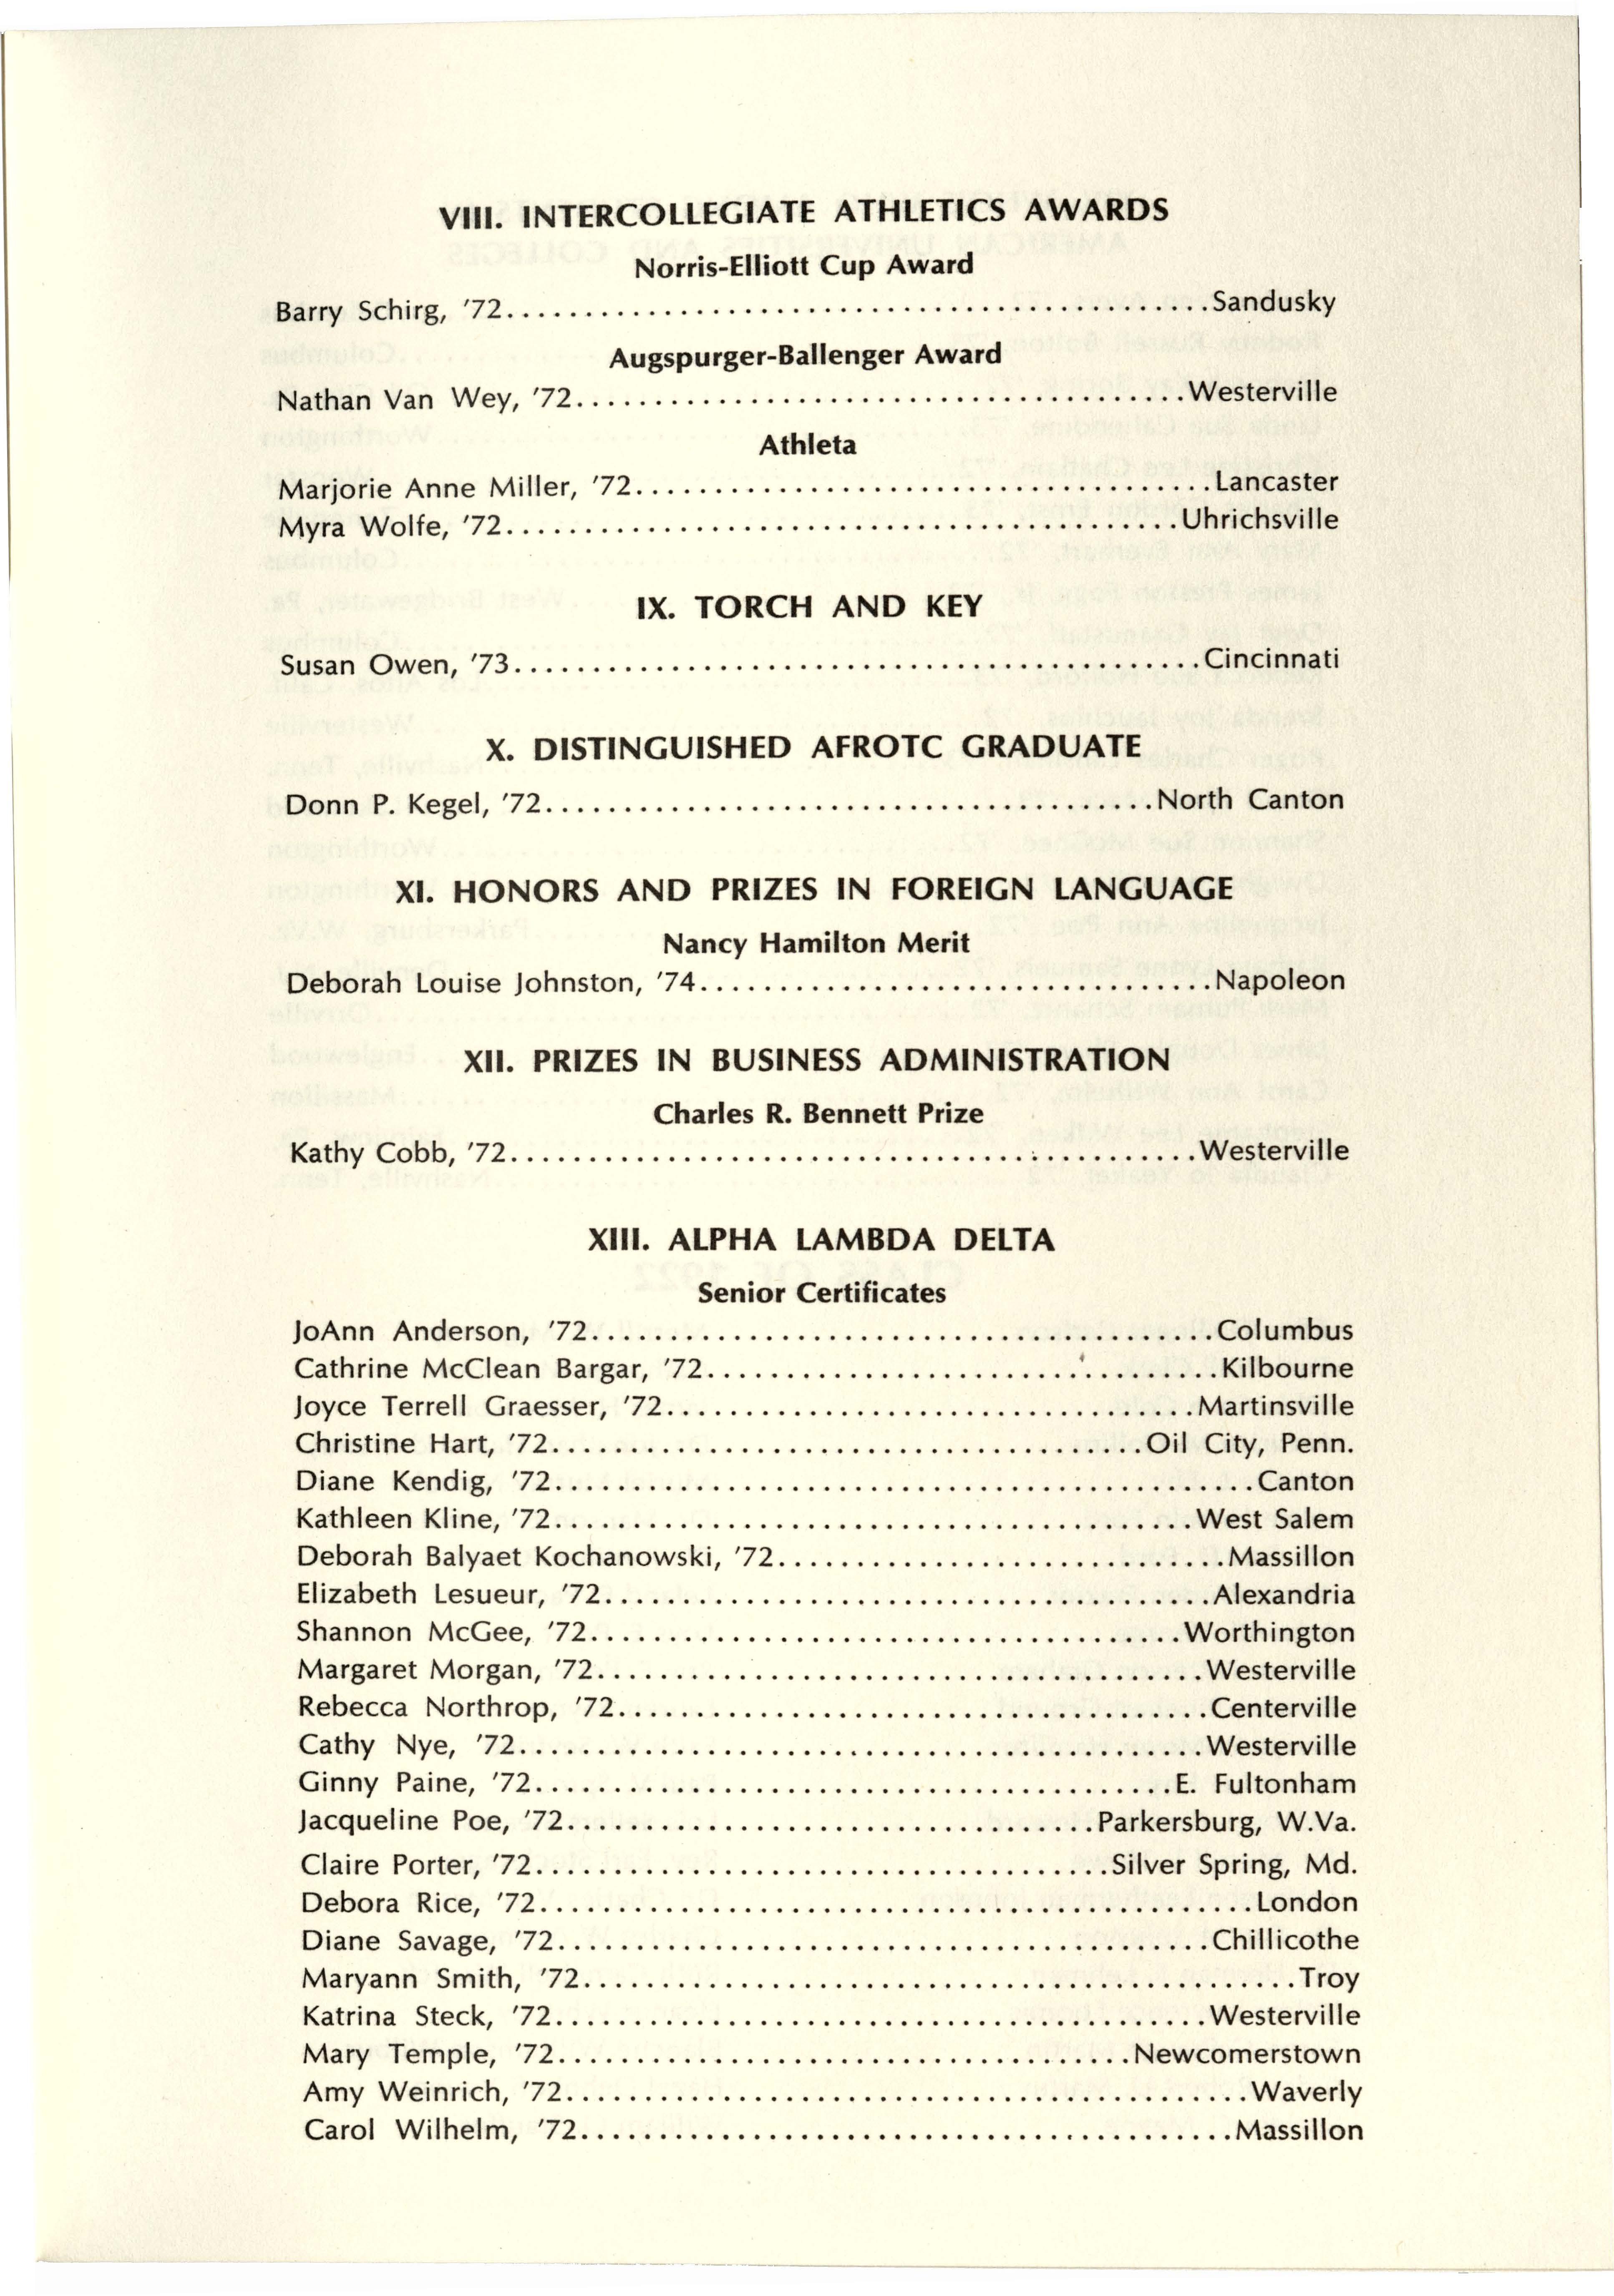 VIII. INTERCOLLEGIATE ATHLETICS AWARDS
Norris-Elliott Cup Award
Barry Schirg, '72.............................................Sandusky
Augspurger-Ballenger Award
Nathan Van Wey, '72.......................................Westerville
Athleta
Marjorie Anne Miller, '72.....................................Lancaster
Myra Wolfe, '72...........................................Uhrichsville
IX. TORCH AND KEY
Susan Owen, '73............................................Cincinnati
X. DISTINGUISHED AFROTC GRADUATE
Donn P. Kegel, '72.......................................North Canton
XI. HONORS AND PRIZES IN FOREIGN LANGUAGE
Nancy Hamilton Merit
Deborah Louise Johnston, '74.................................Napoleon
XII. PRIZES IN BUSINESS ADMINISTRATION
Charles R. Bennett Prize
Kathy Cobb, '72............................................Westerville
XIII. ALPHA LAMBDA DELTA
Senior Certificates
JoAnn Anderson, '72........................................Columbus
Cathrine McClean Bargar, '72.................................Kilbourne
Joyce Terrell Graesser, '72..................................Martinsville
Christine Hart, '72......................................Oil City, Penn.
Diane Kendig, '72.............................................Canton
Kathleen Kline, '72.........................................West Salem
Deborah Balyaet Kochanowski, '72.............................Massillon
Elizabeth Lesueur, '72.......................................Alexandria
Shannon McGee, '72......................................Worthington
Margaret Morgan, '72.......................................Westerville
Rebecca Northrop, '72......................................Centerville
Cathy Nye, '72............................................Westerville
Ginny Paine, '72.........................................E. Fultonham
Jacqueline Poe, '72..................................Parkersburg, W.Va.
Claire Porter, '72.....................................Silver Spring, Md.
Debora Rice, '72..............................................London
Diane Savage, '72..........................................Chillicothe
Maryann Smith, '72..............................................Troy
Katrina Steck, '72..........................................Westerville
Mary Temple, '72.....................................Newcomerstown
Amy Weinrich, '72............................................Waverly
Carol Wilhelm, '72..........................................Massillon